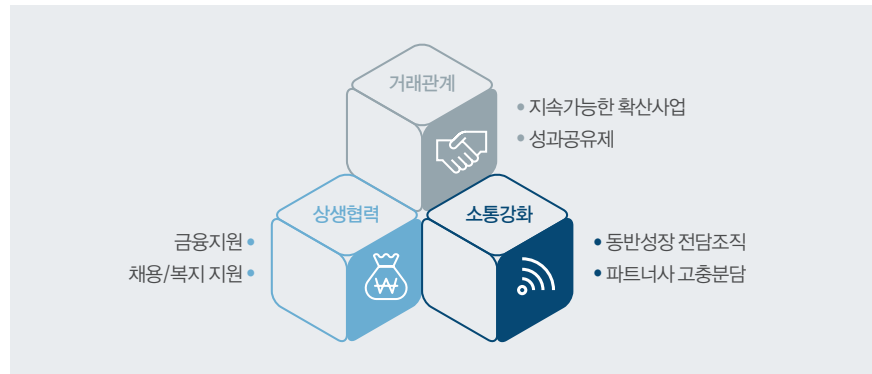 거래관계
• 지속가능한 확산사업
• 성과공유제
상생협력
금융지원 •
채용/복지 지원 •
소통강화
• 동반성장 전담조직
• 파트너사 고충분담